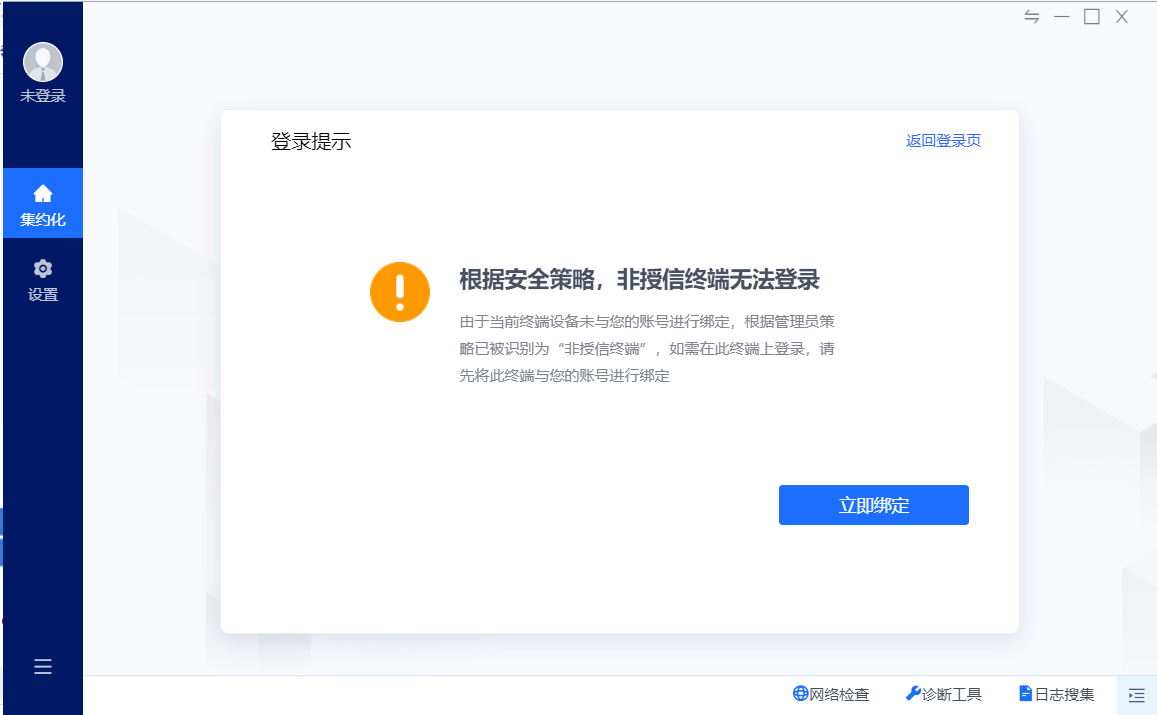 未登录
集约化
设置
登录提示
返回登录页
根据安全策略，非授信终端无法登录
由于当前终端设备未与您的账号进行绑定，根据管理员策
略已被识别为“非授信终端”，如需在此终端上登录，请
先将此终端与您的账号进行绑定
立即绑定
网络检查
诊断工具
日志搜集